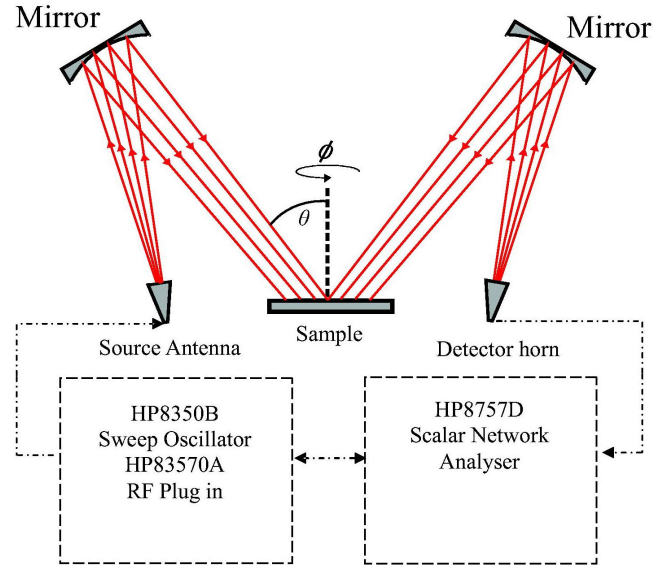 Mirror
Mirror
ϕ
θ
Sample
Source Antenna
Detector horn
HP8350B
Sweep Oscillator
HP83570A
RF Plug in
HP8757D
Scalar Network
Analyser